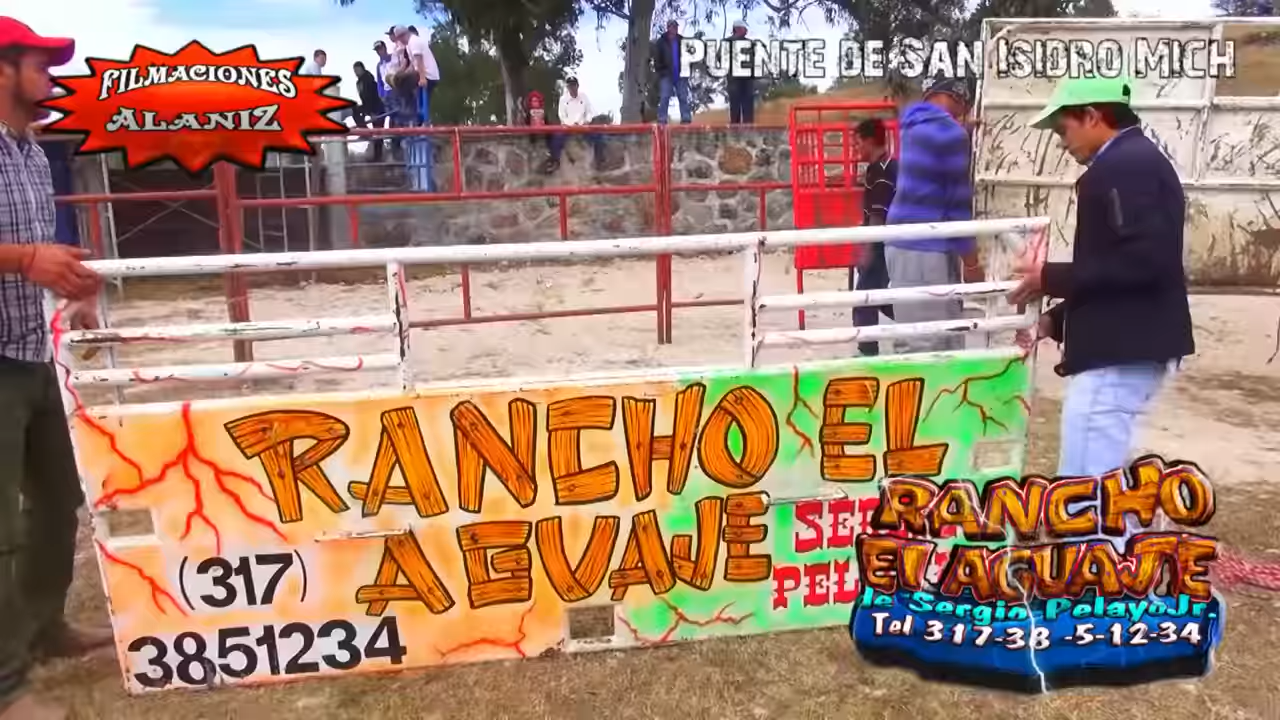 FILMACIONES
ALANIZ
PUENTE DE SAN ISIDRO MICH
RANCHO EL
AGUAJE
(317)
3851234
RANCHO
EL AGUAJE
de Sergio Pelayo Jr.
Tel 317-38 -5-12-34